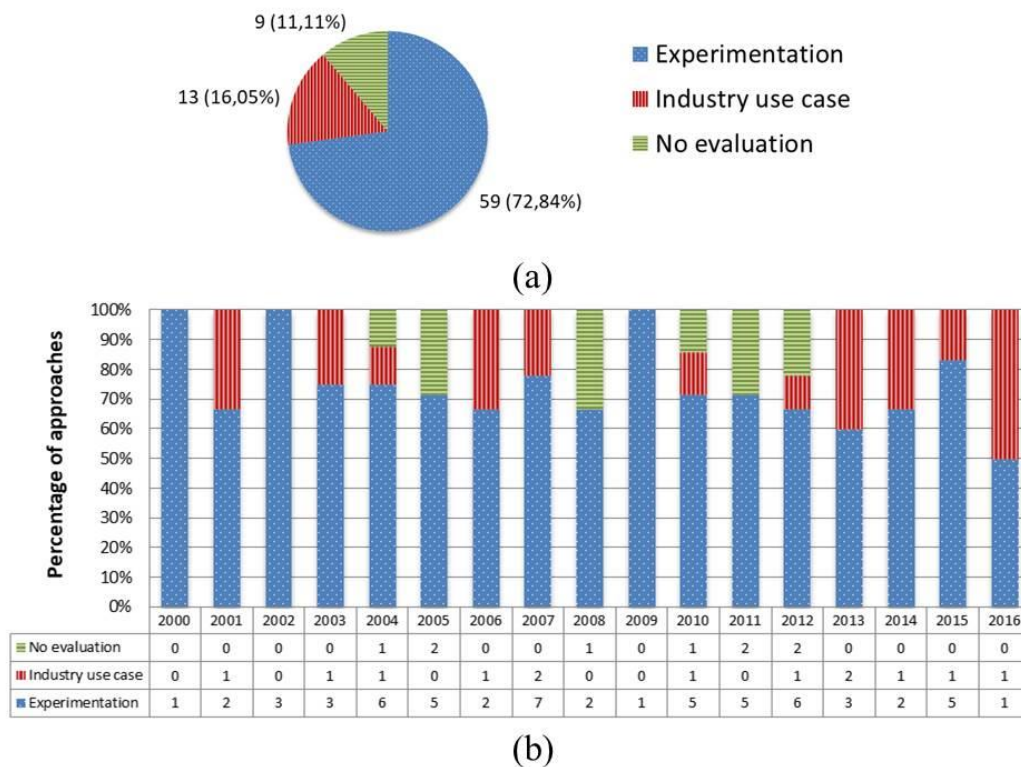 9 (11,11%)
13 (16,05%)
59 (72,84%)
Experimentation
Industry use case
No evaluation
(a)
Percentage of approaches
100%
90%
80%
70%
60%
50%
40%
30%
20%
10%
0%
2000 2001 2002 2003 2004 2005 2006 2007 2008 2009 2010 2011 2012 2013 2014 2015 2016
No evaluation 0 0 0 0 1 2 0 0 1 0 1 2 2 0 0 0 0
Industry use case 0 1 0 1 1 0 1 2 0 0 1 0 1 2 1 1 1
Experimentation 1 2 3 3 6 5 2 7 2 1 5 5 6 3 2 5 1
(b)